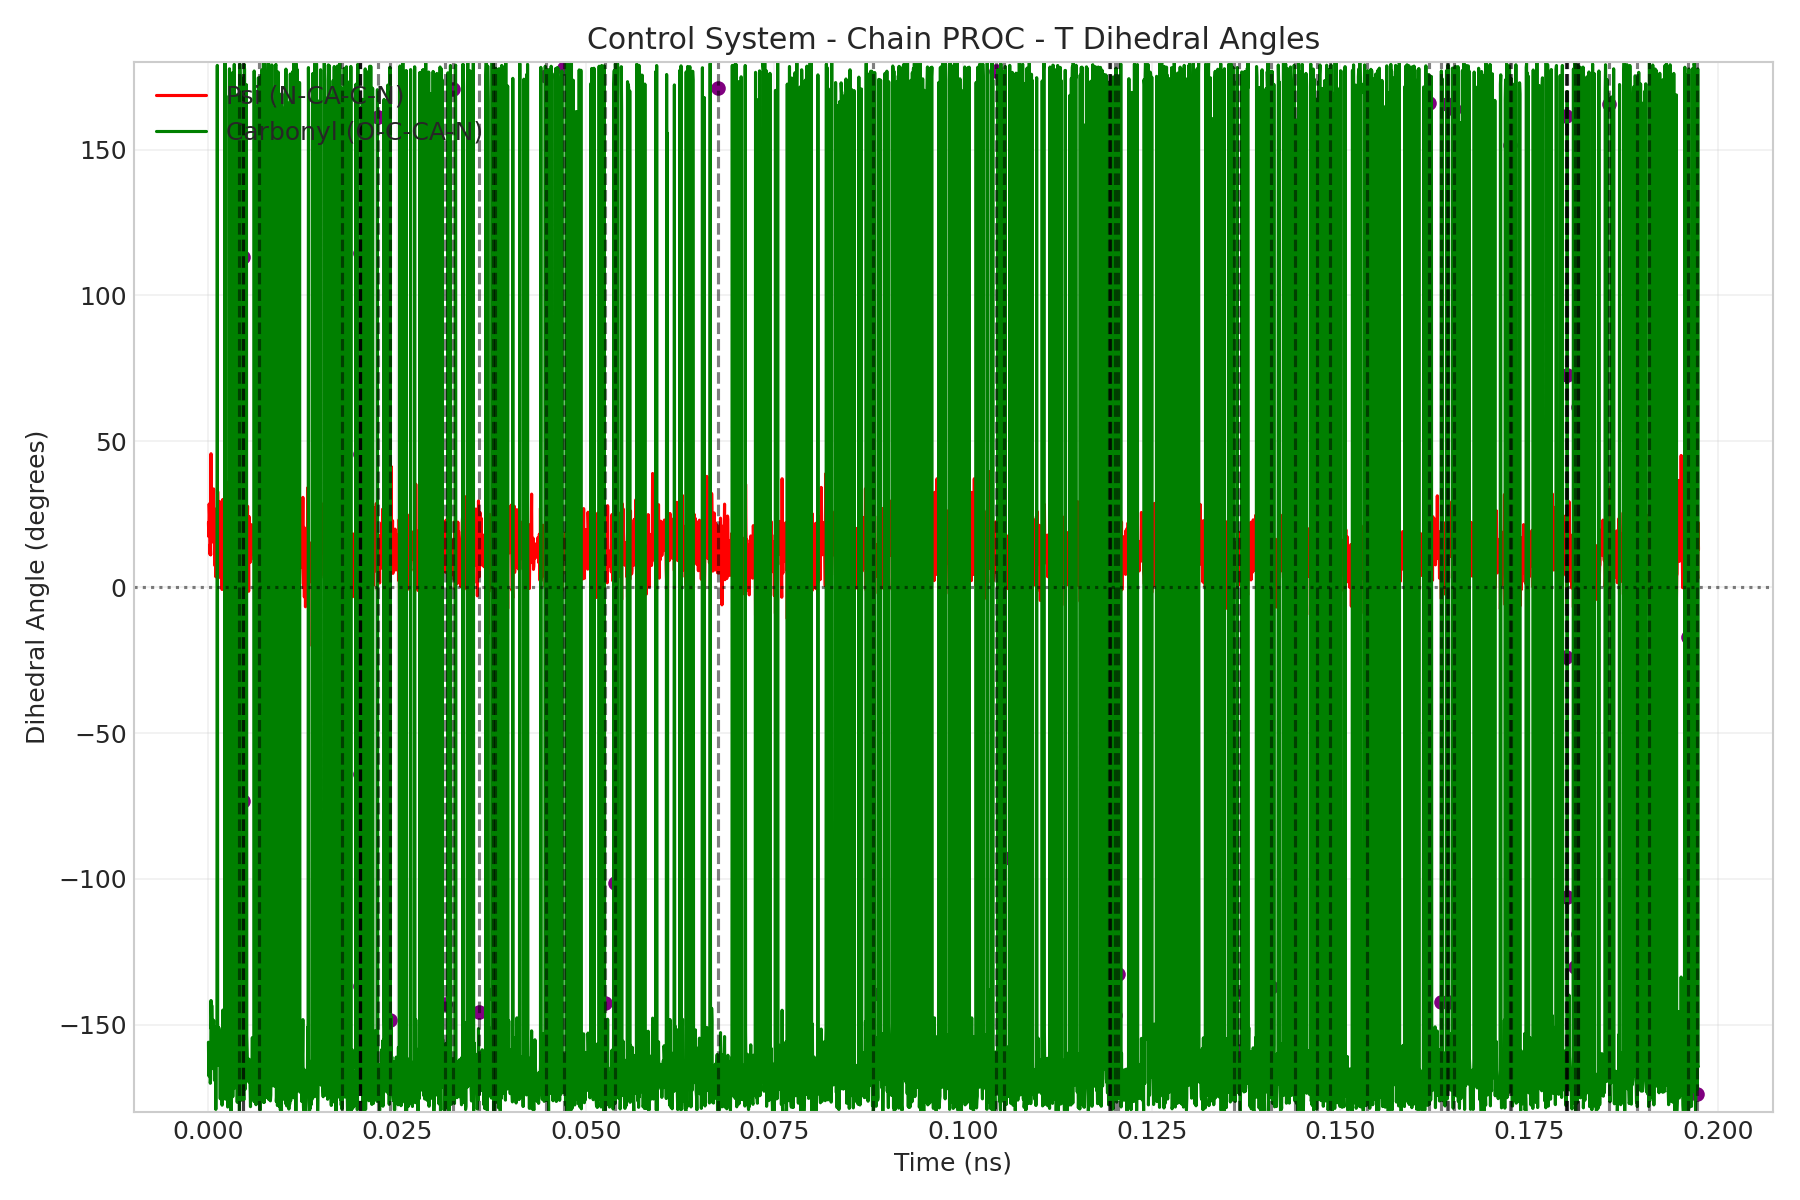 Control System - Chain PROC - T Dihedral Angles
Psi (N-CA-C-N)
Carbonyl (O-C-CA-N)
150
100
50
0
−50
−100
−150
Dihedral Angle (degrees)
0.000 0.025 0.050 0.075 0.100 0.125 0.150 0.175 0.200
Time (ns)